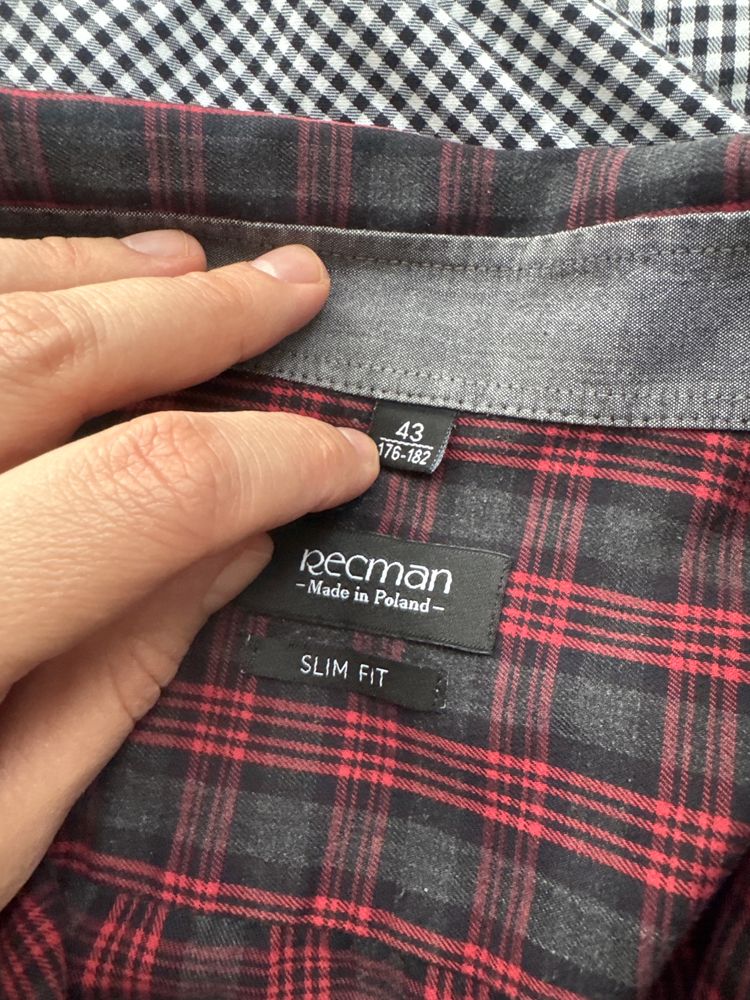 43
176-182
Recman
-Made in Poland-
SLIM FIT